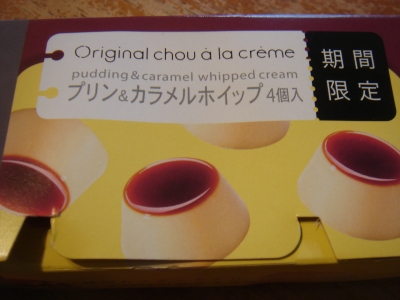 Original chou à la crème
pudding & caramel whipped cream
プリン&カラメルホイップ 4個入
期間
限定